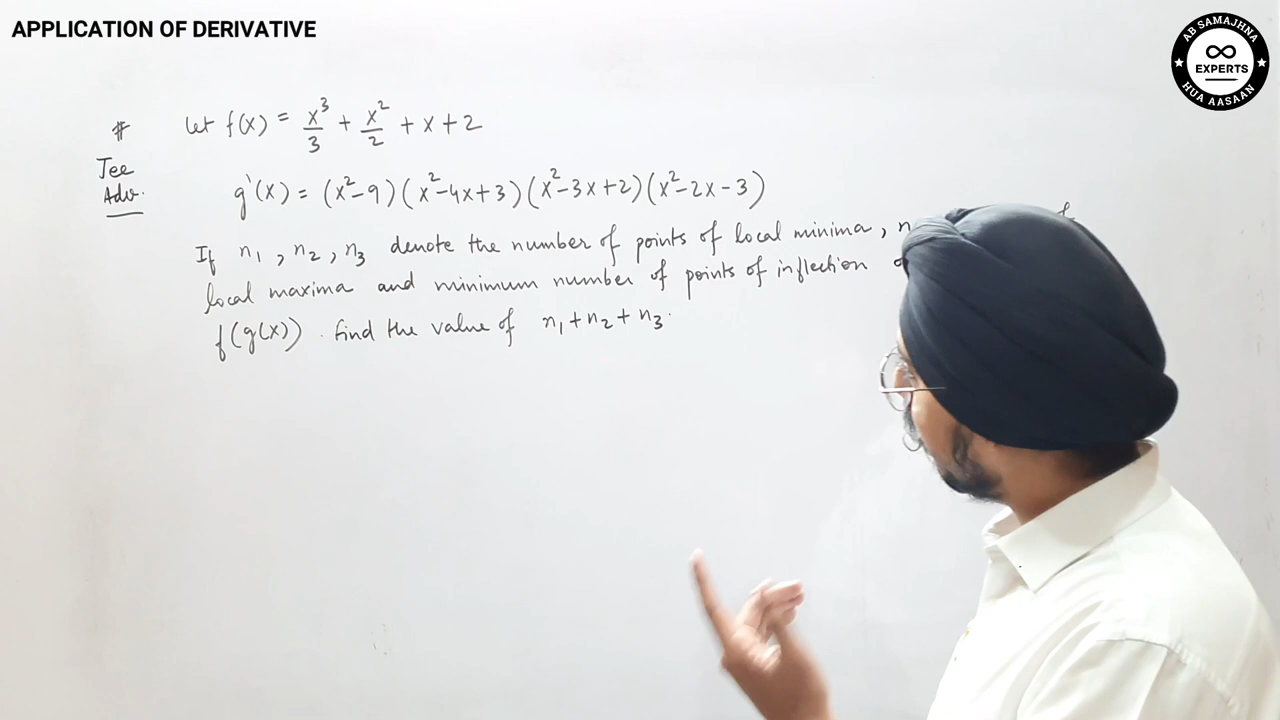 APPLICATION OF DERIVATIVE
AB SAMAJHNA
∞
EXPERTS
HUA AASAAN
# Let f(x) = x³/3 + x²/2 + x + 2
Jee
Adv.
g'(x) = (x²-9)(x²-4x+3)(x²-3x+2)(x²-2x-3)
If n₁, n₂, n₃ denote the number of points of local minima, n
local maxima and minimum number of points of inflection
f(g(x)). Find the value of n₁+n₂+n₃.